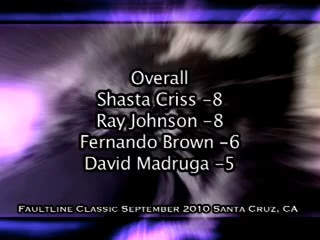 Overall
Shasta Criss -8
Ray Johnson -8
Fernando Brown -6
David Madruga -5
Faultline Classic September 2010 Santa Cruz, CA